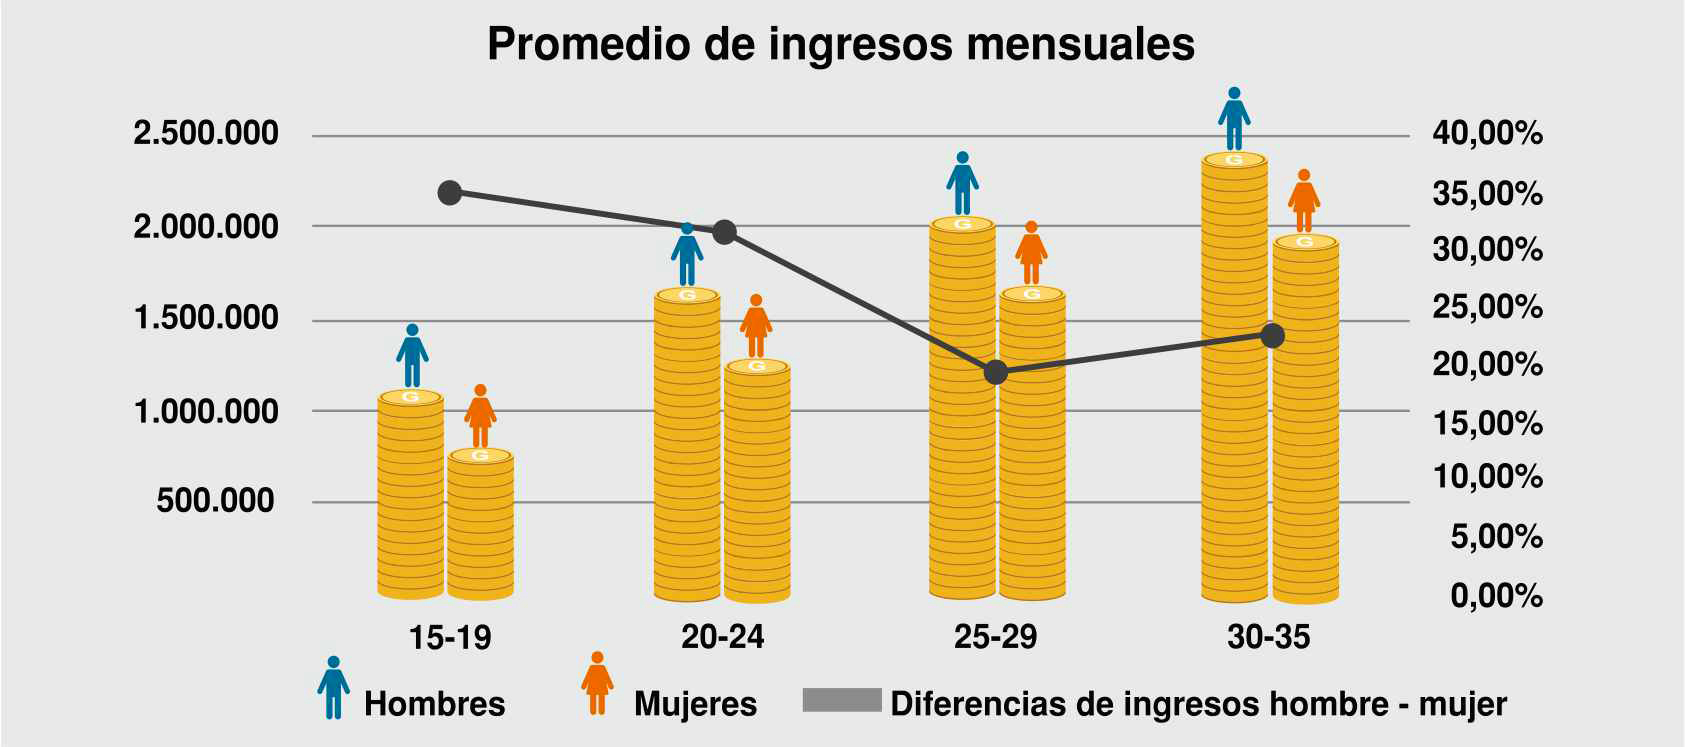 Promedio de ingresos mensuales
2.500.000
2.000.000
1.500.000
1.000.000
500.000
40,00%
35,00%
30,00%
25,00%
20,00%
15,00%
10,00%
5,00%
0,00%
G
G
G
G
G
G
G
G
15-19 20-24 25-29 30-35
Hombres Mujeres Diferencias de ingresos hombre - mujer